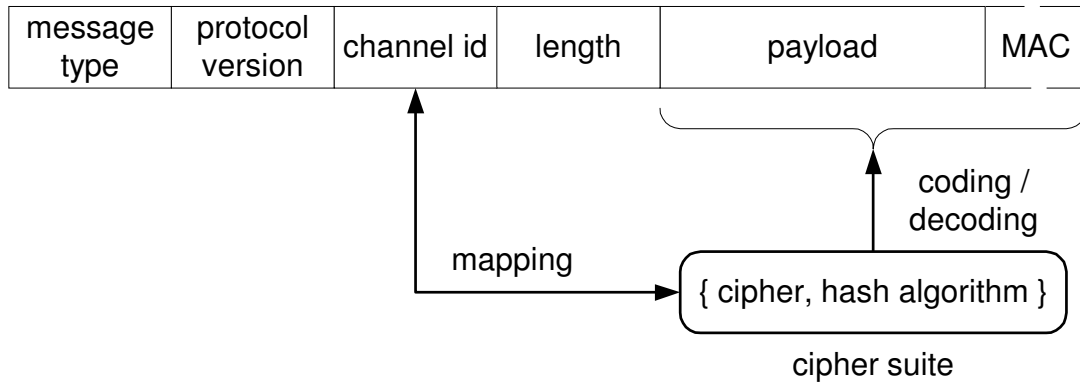 message
type
protocol
version
channel id
length
payload
MAC
coding /
decoding
mapping
{ cipher, hash algorithm }
cipher suite